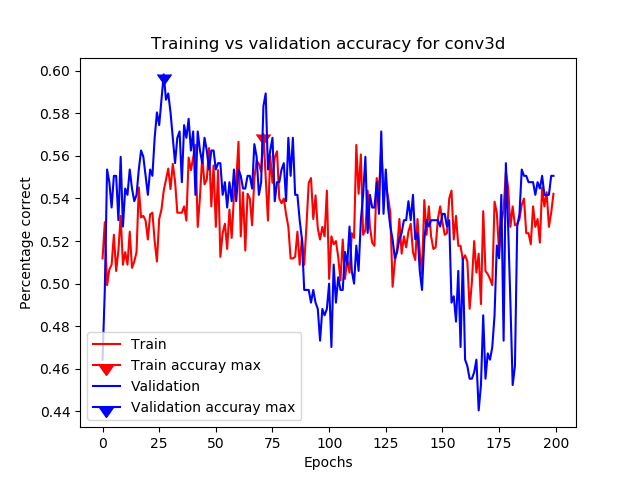 Training vs validation accuracy for conv3d
Percentage correct
0.60
0.58
0.56
0.54
0.52
0.50
0.48
0.46
0.44
Train
Train accuray max
Validation
Validation accuray max
0 25 50 75 100 125 150 175 200
Epochs